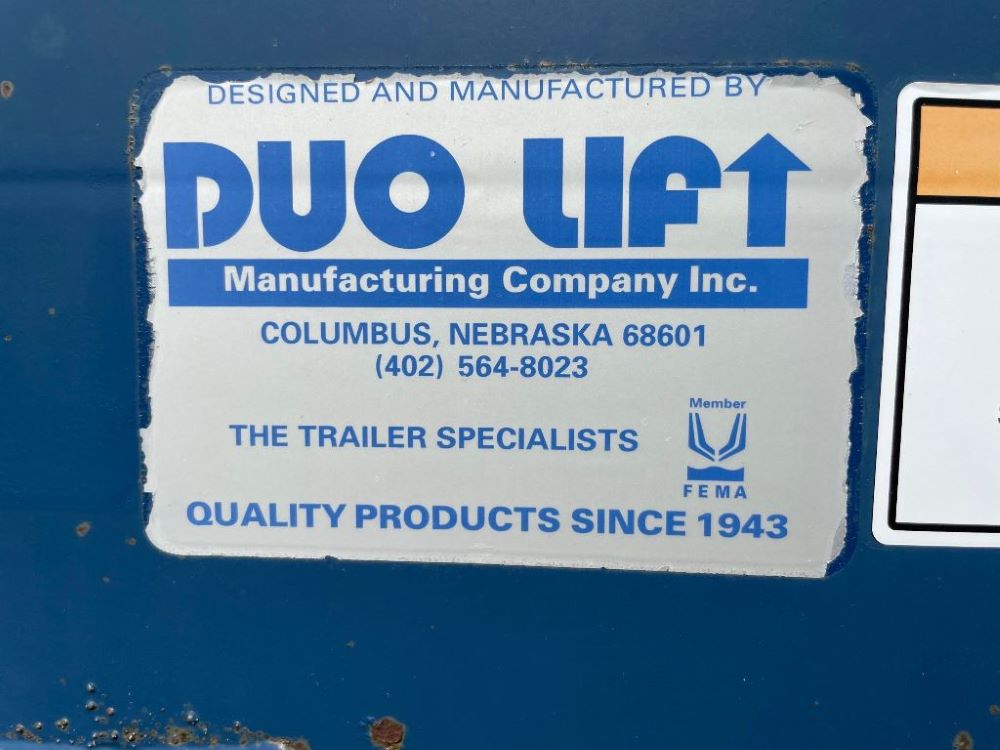 DESIGNED AND MANUFACTURED BY
DUO LIFT
Manufacturing Company Inc.
COLUMBUS, NEBRASKA 68601
(402) 564-8023
Member
THE TRAILER SPECIALISTS
FEMA
QUALITY PRODUCTS SINCE 1943